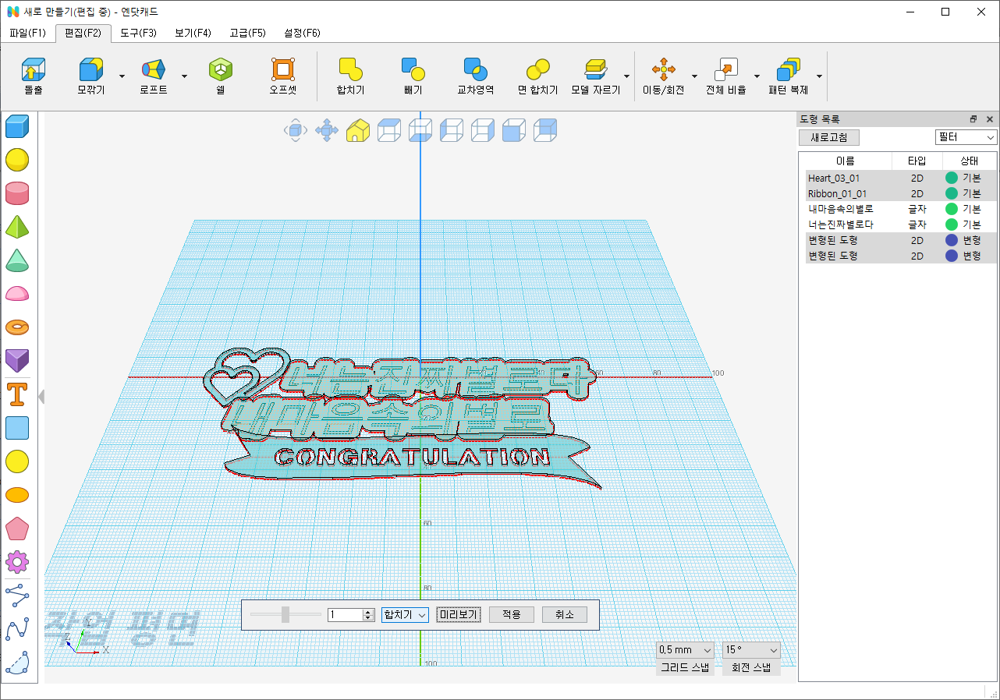 새로 만들기(편집 중) - 엔닷캐드
파일(F1) 편집(F2) 도구(F3) 보기(F4) 고급(F5) 설정(F6)
돌출 모깎기 로프트 쉘 오프셋 합치기 빼기 교차영역 면 합치기 모델 자르기 이동/회전 전체 비율 패턴 복제
도형 목록
새로고침 필터
이름 타입 상태
Heart_03_01 2D 기본
Ribbon_01_01 2D 기본
내마음속의별로 글자 기본
너는진짜별로다 글자 기본
변형된 도형 2D 변형
변형된 도형 2D 변형
T
너는진짜별로다
80 100
내마음속의별로
20
CONGRATULATION
60
80
1 합치기 미리보기 적용 취소
작업 평면
Y
Z
X
0.5 mm 15 °
그리드 스냅 회전 스냅
100